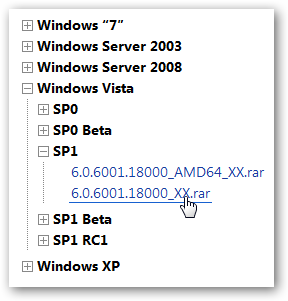 Windows “7”
Windows Server 2003
Windows Server 2008
Windows Vista
SP0
SP0 Beta
SP1
6.0.6001.18000_AMD64_XX.rar
6.0.6001.18000_XX.rar
SP1 Beta
SP1 RC1
Windows XP